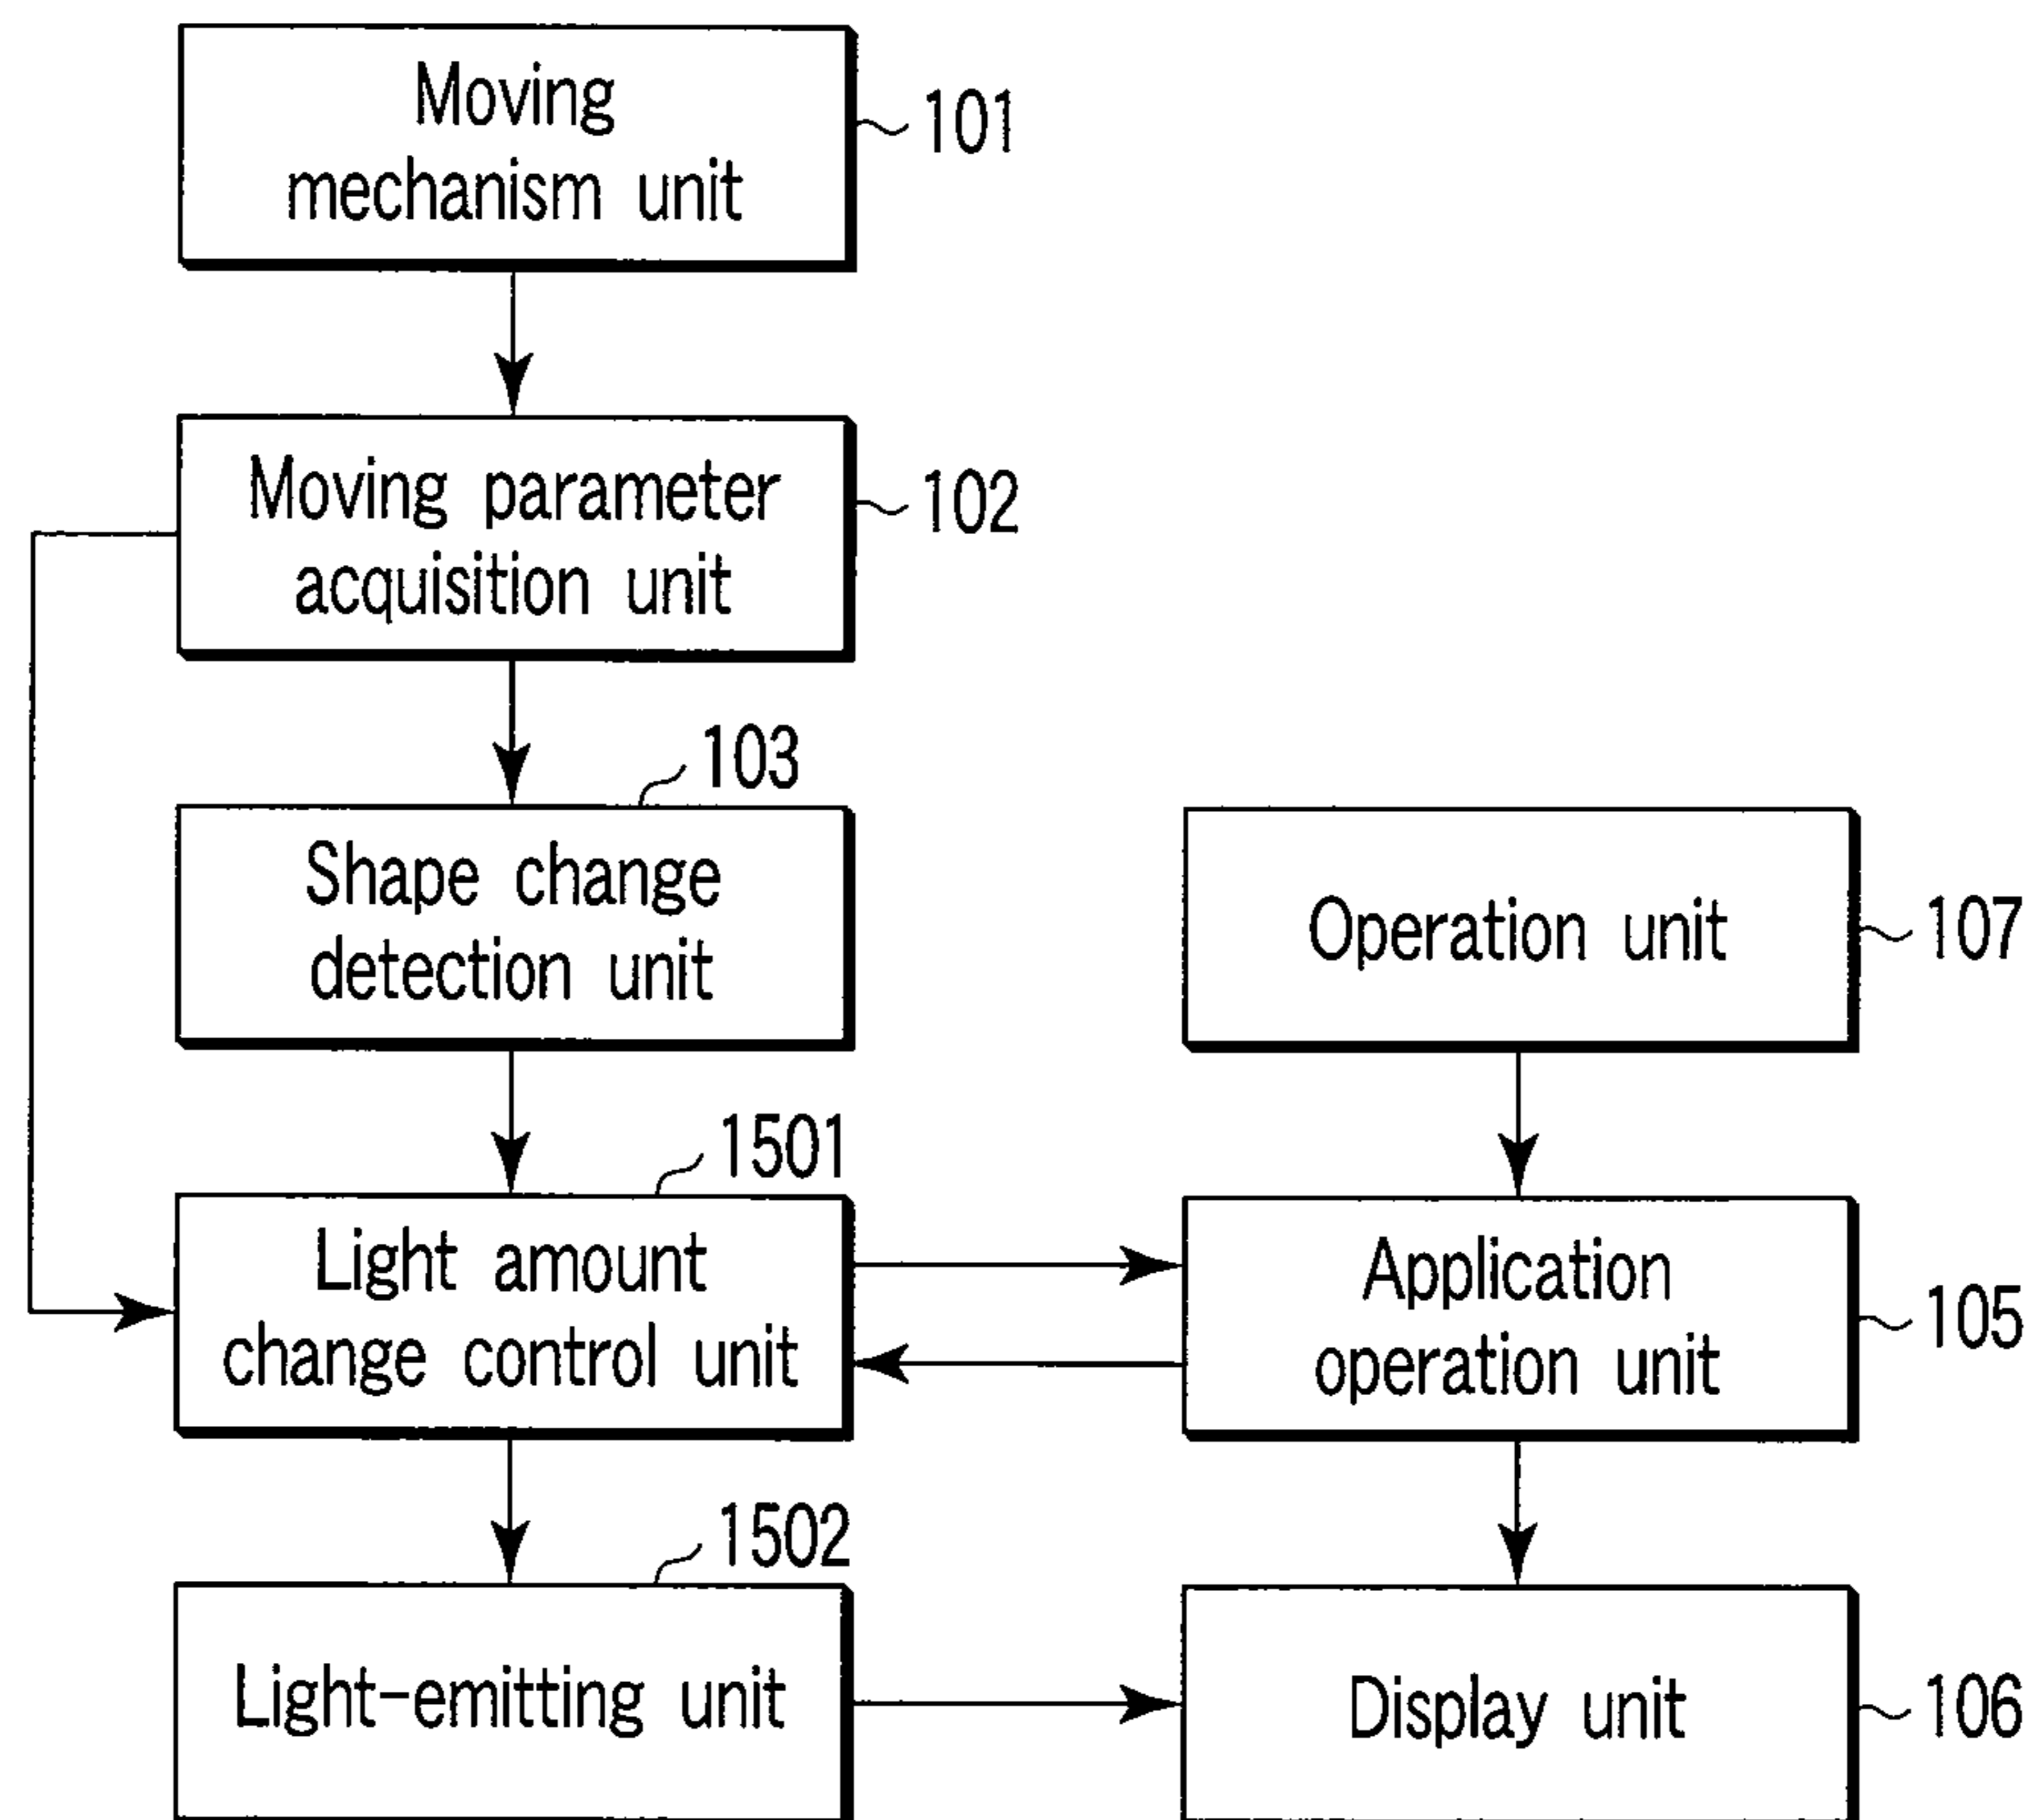 Moving
mechanism unit
101
Moving parameter
acquisition unit
102
103
Shape change
detection unit
Operation unit
107
1501
Light amount
change control unit
Application
operation unit
105
1502
Light-emitting unit
Display unit
106